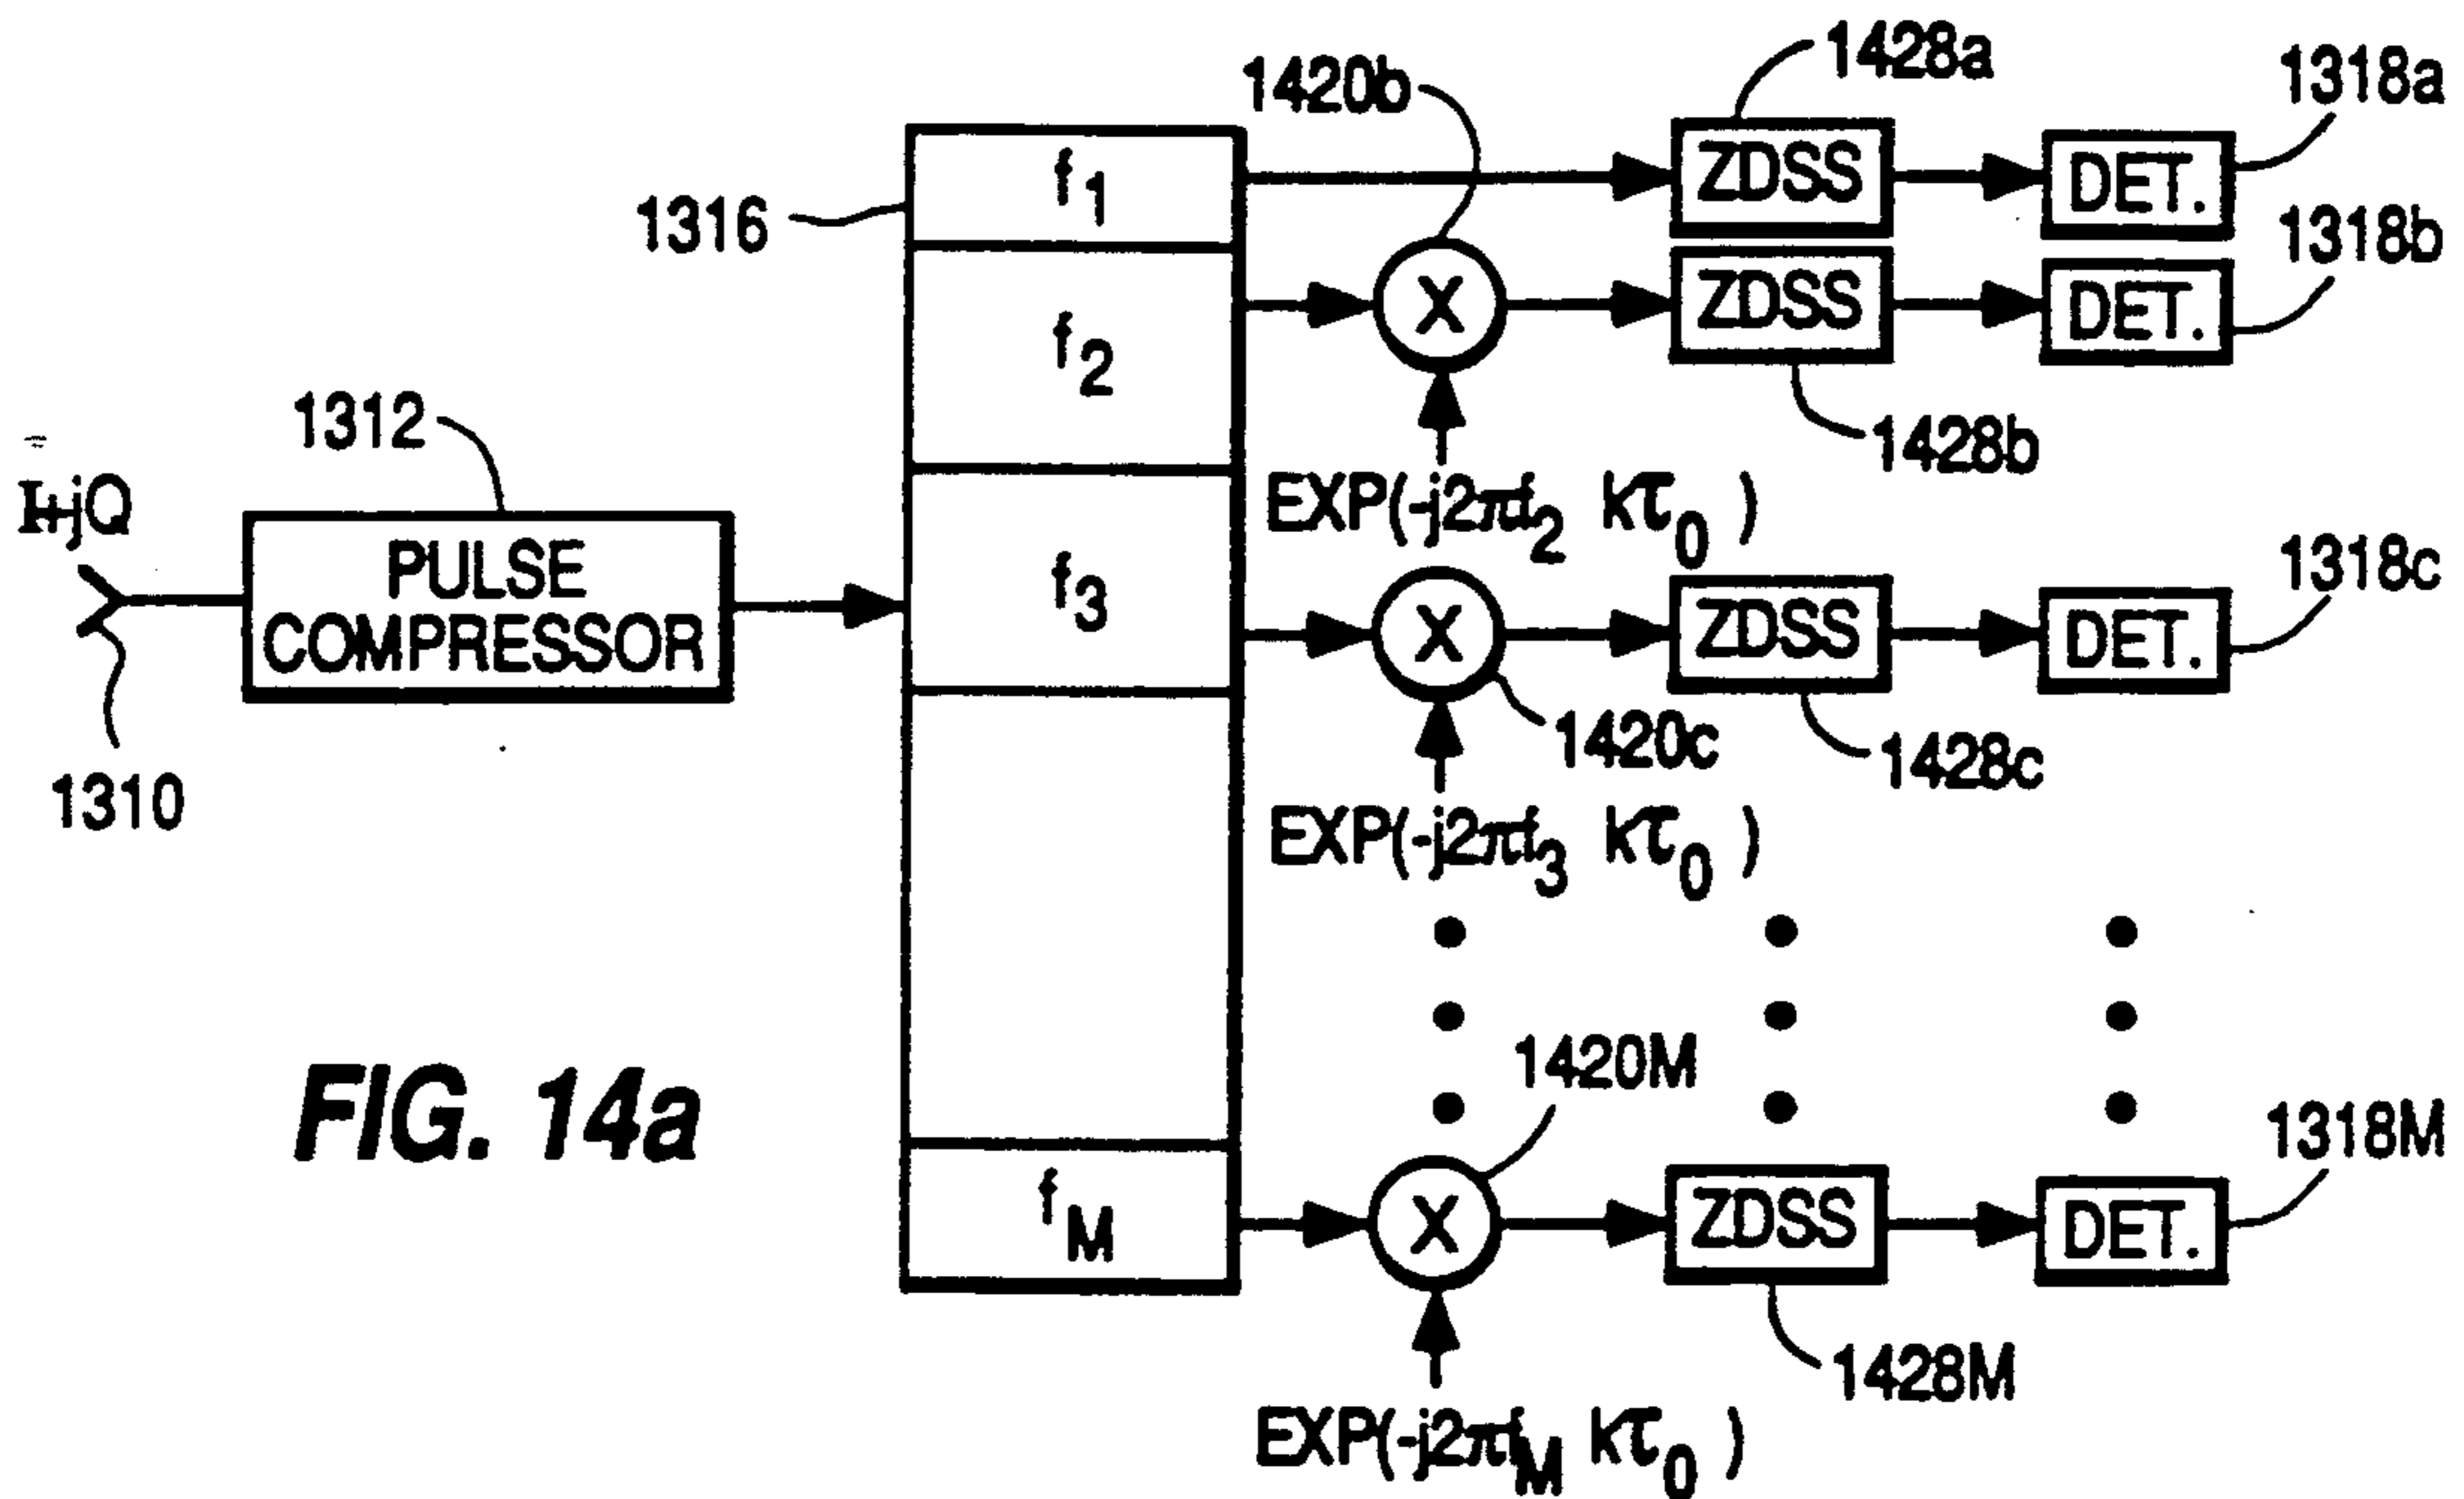 1428a
1420b
1318a
f1
ZDSS
DET.
1316
1318b
f2
X
ZDSS
DET.
1312
1428b
I+jQ
EXP(-j2πf2 kτ0 )
PULSE
COMPRESSOR
f3
1318c
X
ZDSS
DET.
1420c
1428c
1310
EXP(-j2πf3 kτ0 )
1420M
FIG. 14a
1318M
fM
X
ZDSS
DET.
1428M
EXP(-j2πfM kτ0 )